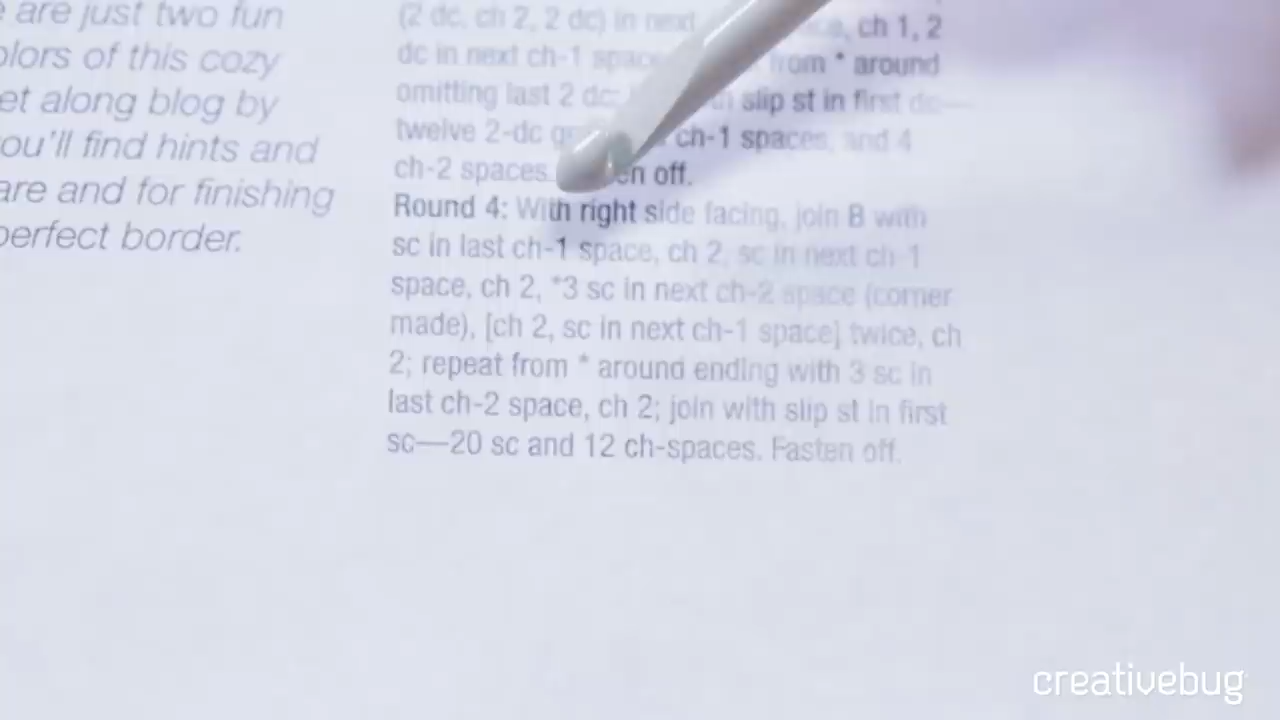 are just two fun
olors of this cozy
et along blog by
ou'll find hints and
are and for finishing
perfect border.
(2 dc, ch 2, 2 dc) in next ch 1, 2
dc in next ch-1 from * around
omitting last 2 dc; slip st in first dc—
twelve 2-dc ch-1 spaces, and 4
ch-2 spaces. en off.
Round 4: With right side facing, join B with
sc in last ch-1 space, ch 2, sc in next ch-1
space, ch 2, *3 sc in next ch-2 space (corner
made), [ch 2, sc in next ch-1 space] twice, ch
2; repeat from * around ending with 3 sc in
last ch-2 space, ch 2; join with slip st in first
sc—20 sc and 12 ch-spaces. Fasten off.
creativebug